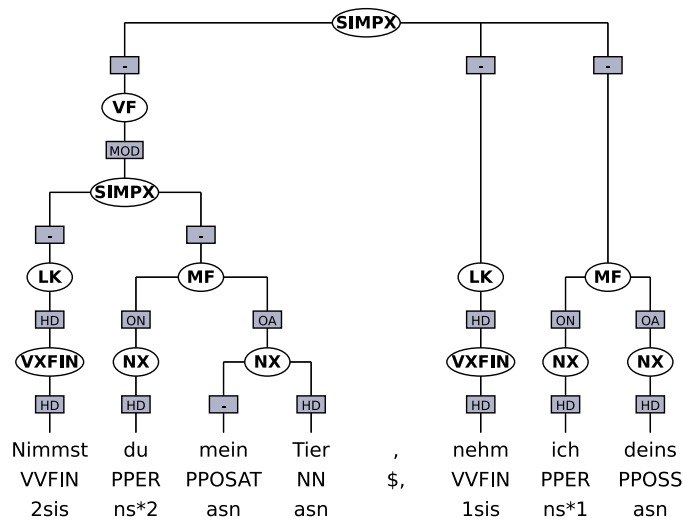 SIMPX
- - -
VF
MOD
SIMPX
- -
LK MF LK MF
HD ON OA HD ON OA
VXFIN NX NX VXFIN NX NX
HD HD - HD HD HD HD
Nimmst du mein Tier , nehm ich deins
VVFIN PPER PPOSAT NN $, VVFIN PPER PPOSS
2sis ns*2 asn asn 1sis ns*1 asn